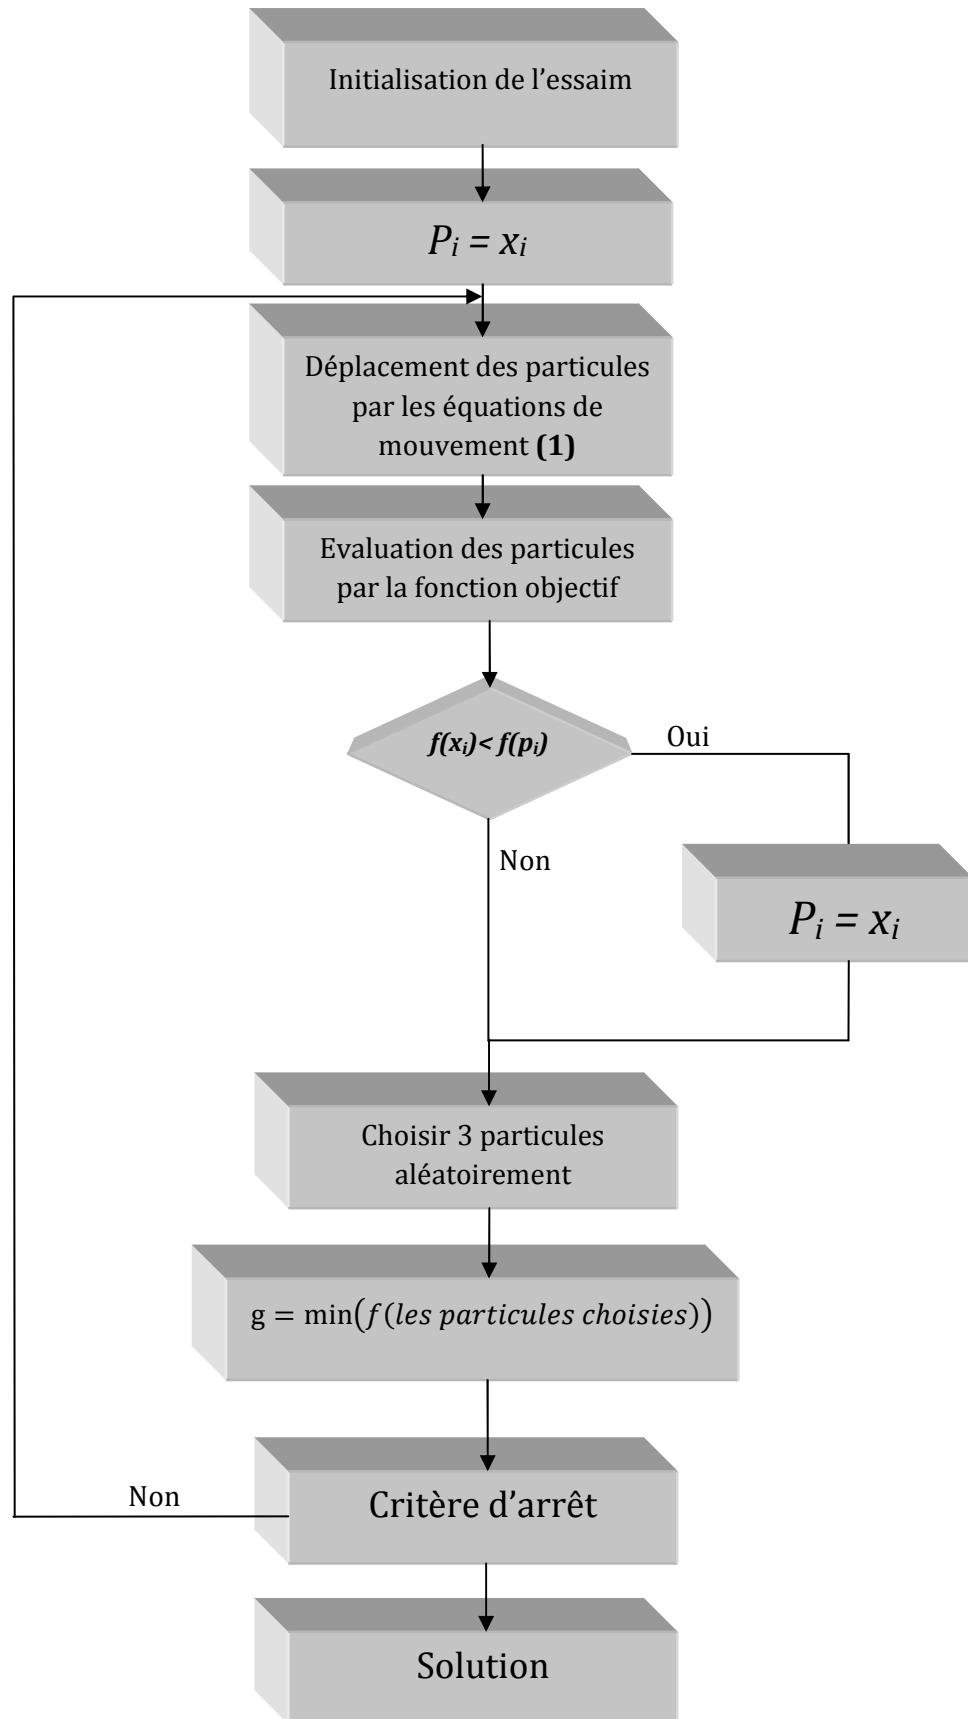 Initialisation de l’essaim
Pi = xi
Déplacement des particules
par les équations de
mouvement (1)
Evaluation des particules
par la fonction objectif
f(xi)< f(pi)
Oui
Non
Pi = xi
Choisir 3 particules
aléatoirement
g = min(f(les particules choisies))
Critère d’arrêt
Non
Solution